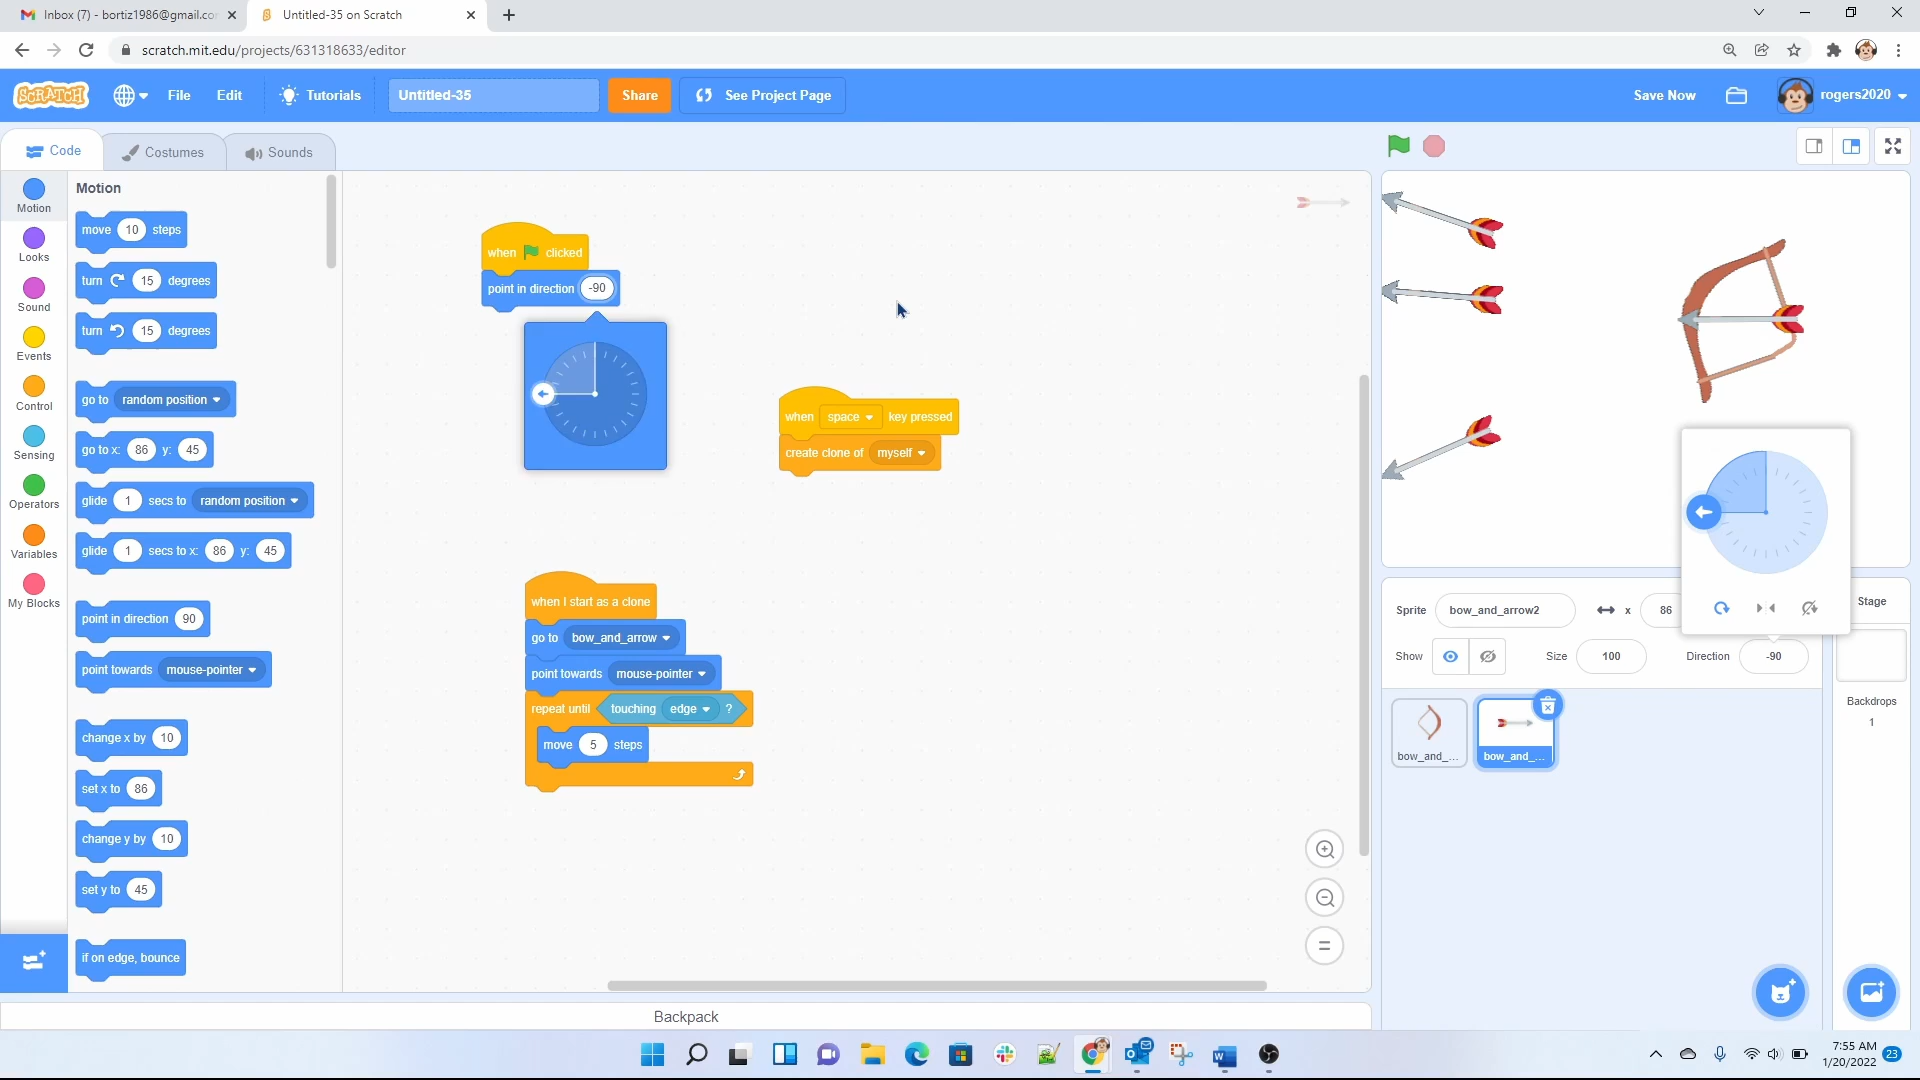 Inbox (7) - bortiz1986@gmail.co
Untitled-35 on Scratch
scratch.mit.edu/projects/631318633/editor
SCRATCH
File
Edit
Tutorials
Untitled-35
Share
See Project Page
Save Now
rogers2020
Code
Costumes
Sounds
Motion
Looks
Sound
Events
Control
Sensing
Operators
Variables
My Blocks
Motion
move 10 steps
turn 15 degrees
turn 15 degrees
go to random position
go to x: 86 y: 45
glide 1 secs to random position
glide 1 secs to x: 86 y: 45
point in direction 90
point towards mouse-pointer
change x by 10
set x to 86
change y by 10
set y to 45
if on edge, bounce
when clicked
point in direction -90
when space key pressed
create clone of myself
when I start as a clone
go to bow_and_arrow
point towards mouse-pointer
repeat until touching edge ?
move 5 steps
Sprite bow_and_arrow2 x 86
Show Size 100 Direction -90
bow_and_...
bow_and_...
Stage
Backdrops
1
Backpack
7:55 AM
1/20/2022
23